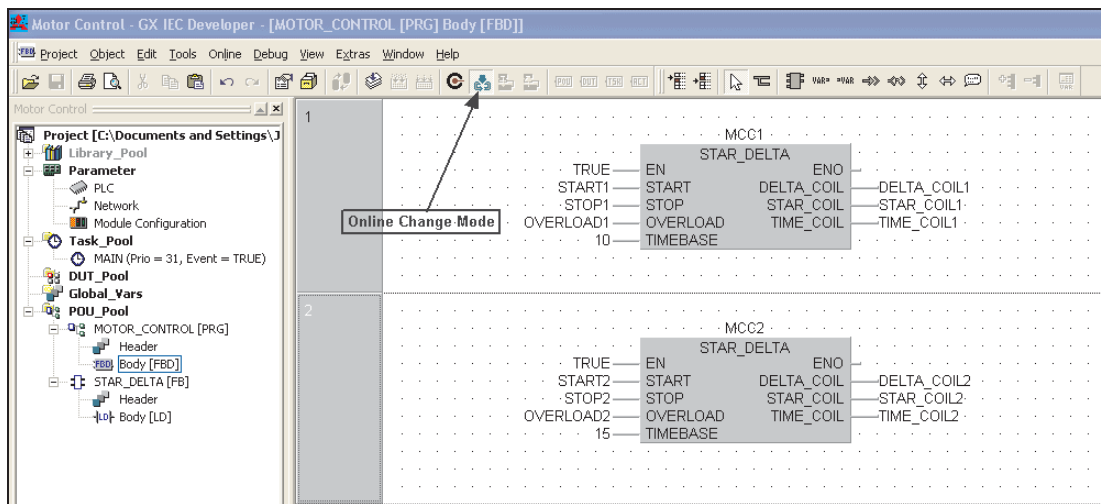 Motor Control - GX IEC Developer - [MOTOR_CONTROL [PRG] Body [FBD]]
FBD Project Object Edit Tools Online Debug View Extras Window Help
Motor Control
Project [C:\Documents and Settings\J
Library_Pool
Parameter
PLC
Network
Module Configuration
Task_Pool
MAIN (Prio = 31, Event = TRUE)
DUT_Pool
Global_Vars
POU_Pool
MOTOR_CONTROL [PRG]
Header
FBD Body [FBD]
STAR_DELTA [FB]
Header
LD Body [LD]
Online Change Mode
1
MCC1
STAR_DELTA
TRUE EN ENO
START1 START DELTA_COIL DELTA_COIL1
STOP1 STOP STAR_COIL STAR_COIL1
OVERLOAD1 OVERLOAD TIME_COIL TIME_COIL1
10 TIMEBASE
2
MCC2
STAR_DELTA
TRUE EN ENO
START2 START DELTA_COIL DELTA_COIL2
STOP2 STOP STAR_COIL STAR_COIL2
OVERLOAD2 OVERLOAD TIME_COIL TIME_COIL2
15 TIMEBASE